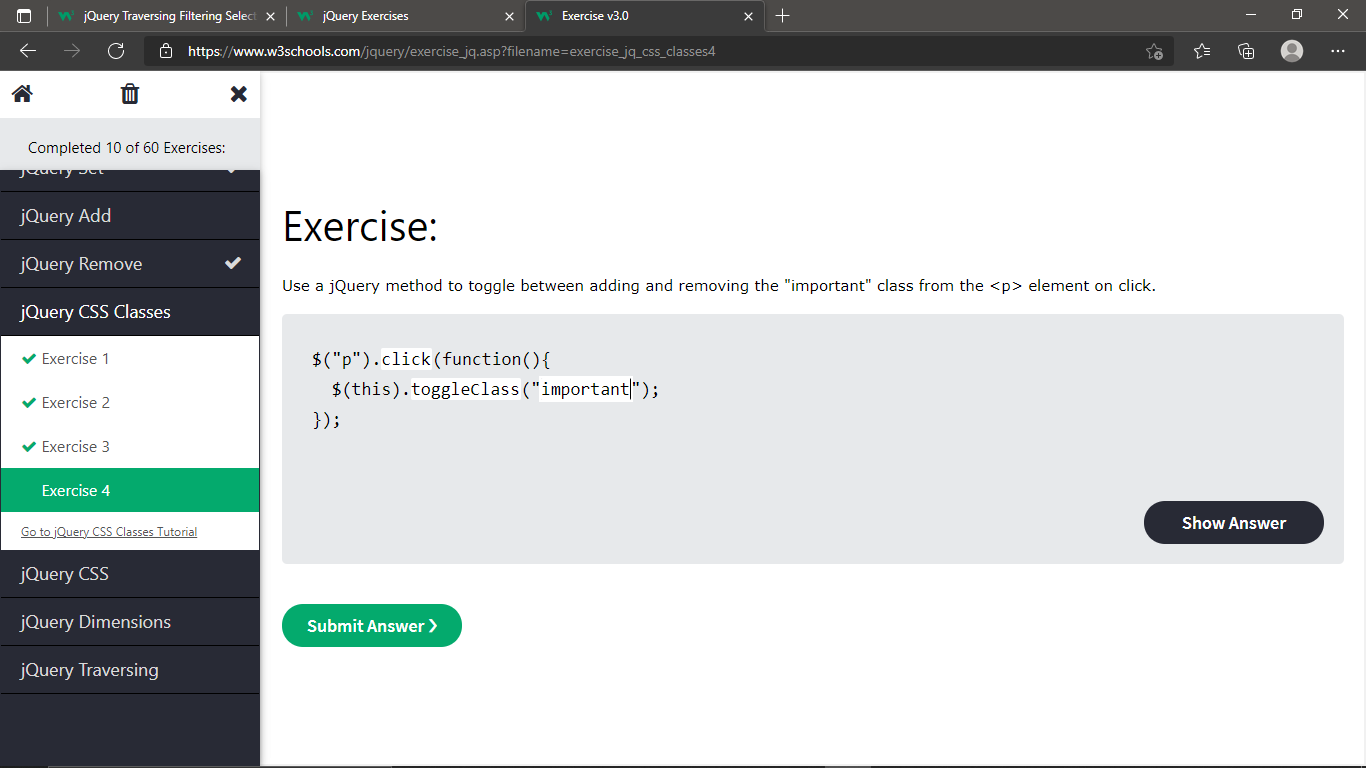 jQuery Traversing Filtering Select
jQuery Exercises
Exercise v3.0
https://www.w3schools.com/jquery/exercise_jq.asp?filename=exercise_jq_css_classes4
Completed 10 of 60 Exercises:
jQuery Set
jQuery Add
jQuery Remove
jQuery CSS Classes
Exercise 1
Exercise 2
Exercise 3
Exercise 4
Go to jQuery CSS Classes Tutorial
jQuery CSS
jQuery Dimensions
jQuery Traversing
Exercise:
Use a jQuery method to toggle between adding and removing the "important" class from the <p> element on click.
$("p").click(function(){
$(this).toggleClass("important");
});
Show Answer
Submit Answer ❯